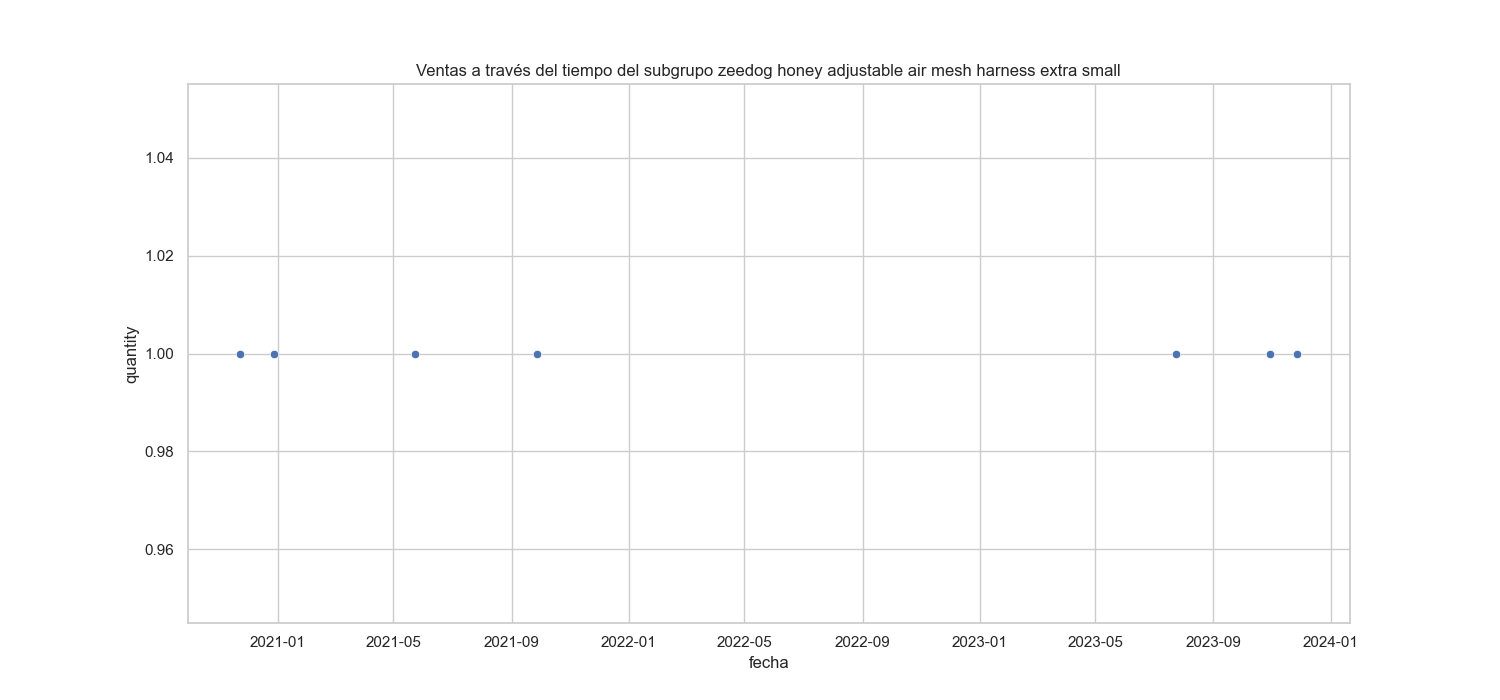 Ventas a través del tiempo del subgrupo zeedog honey adjustable air mesh harness extra small
1.04
1.02
1.00
0.98
0.96
quantity
2021-01 2021-05 2021-09 2022-01 2022-05 2022-09 2023-01 2023-05 2023-09 2024-01
fecha